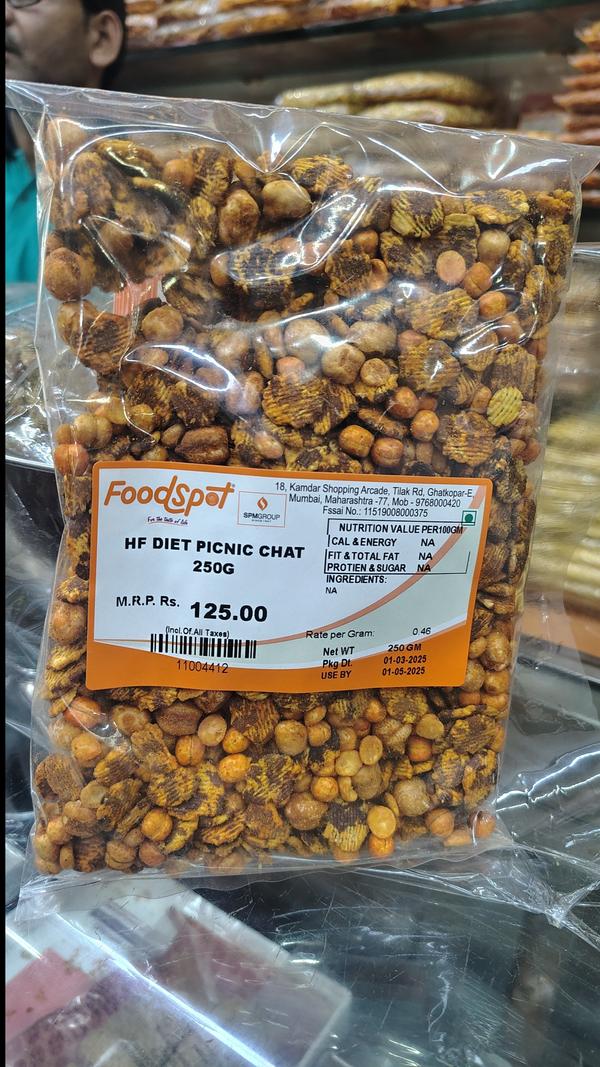 FoodSpot
For the taste of life
SPMGROUP
18, Kamdar Shopping Arcade, Tilak Rd, Ghatkopar-E,
Mumbai, Maharashtra -77, Mob - 9768000420
Fssai No.: 11519008000375
HF DIET PICNIC CHAT
250G
NUTRITION VALUE PER100GM
CAL & ENERGY NA
FIT & TOTAL FAT NA
PROTIEN & SUGAR NA
INGREDIENTS:
NA
M.R.P. Rs. 125.00
(Incl.Of.All Taxes)
11004412
Rate per Gram: 0.46
Net WT 250 GM
Pkg Dt. 01-03-2025
USE BY 01-05-2025